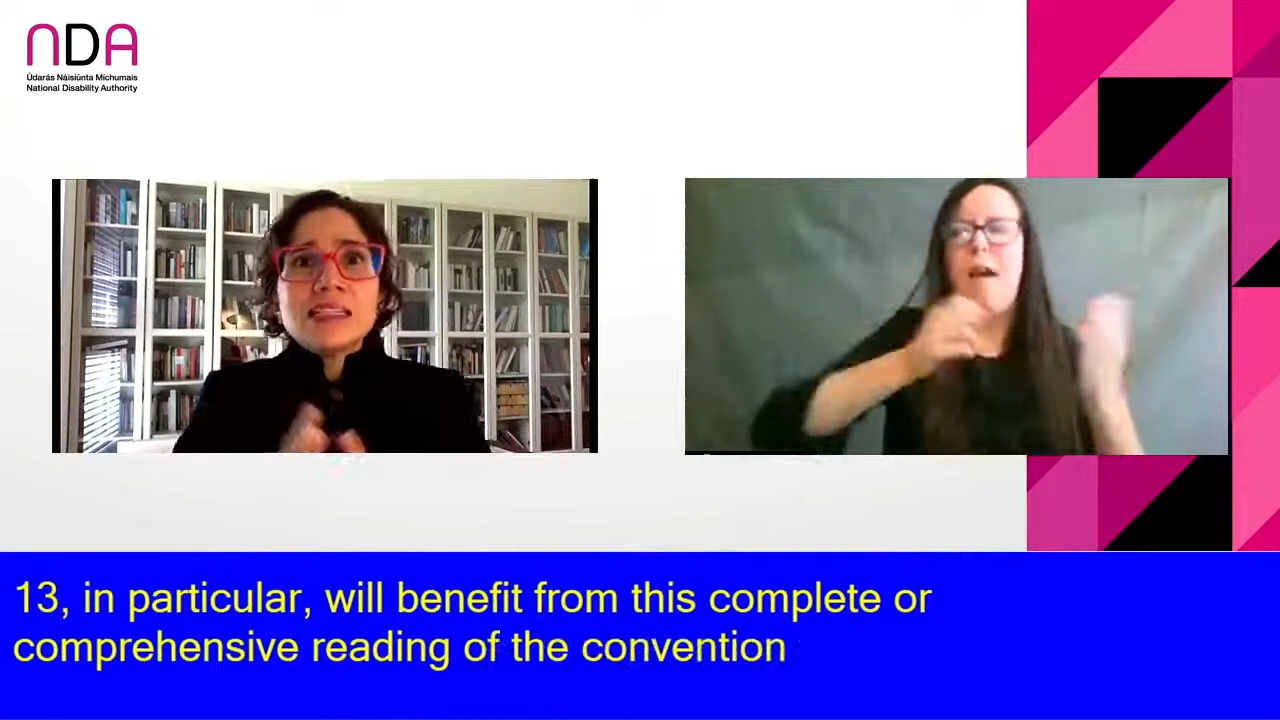 NDA
Údarás Náisiúnta Míchumais
National Disability Authority
13, in particular, will benefit from this complete or
comprehensive reading of the convention